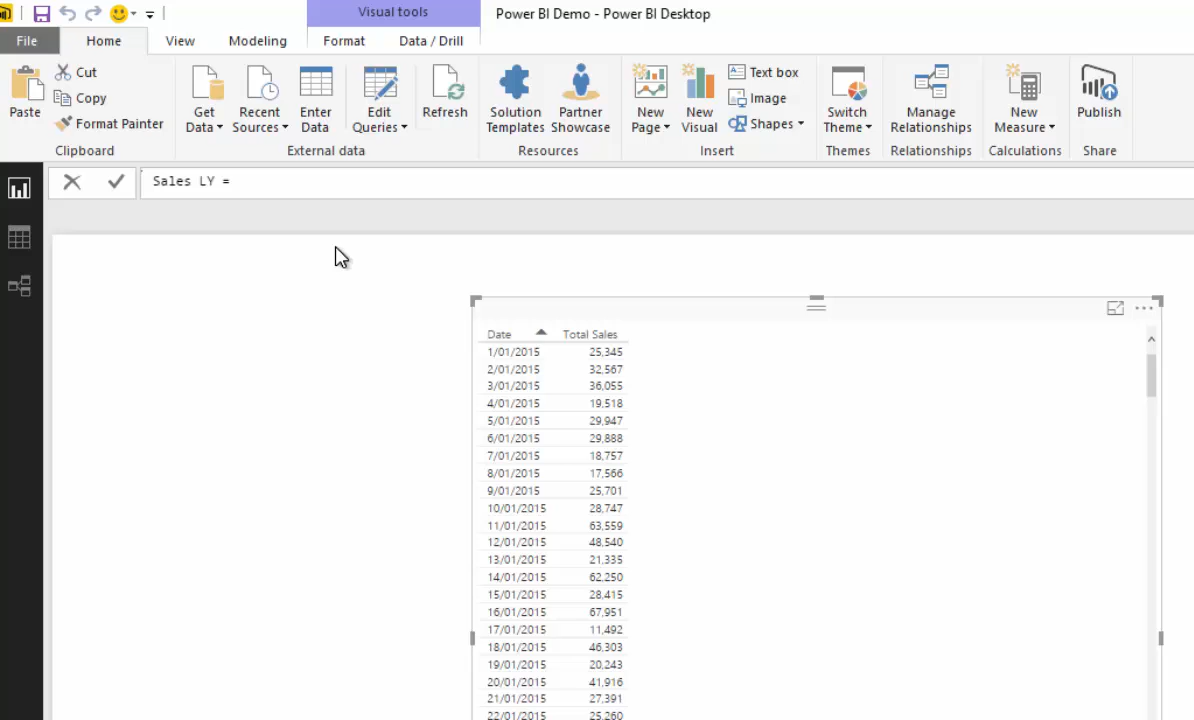 Visual tools
Power BI Demo - Power BI Desktop
File
Home
View
Modeling
Format
Data / Drill
Paste
Cut
Copy
Format Painter
Clipboard
Get
Data
Recent
Sources
Enter
Data
Edit
Queries
Refresh
External data
Solution
Templates
Partner
Showcase
Resources
New
Page
New
Visual
Text box
Image
Shapes
Insert
Switch
Theme
Themes
Manage
Relationships
Relationships
New
Measure
Calculations
Publish
Share
Sales LY =
Date Total Sales
1/01/2015 25,345
2/01/2015 32,567
3/01/2015 36,055
4/01/2015 19,518
5/01/2015 29,947
6/01/2015 29,888
7/01/2015 18,757
8/01/2015 17,566
9/01/2015 25,701
10/01/2015 28,747
11/01/2015 63,559
12/01/2015 48,540
13/01/2015 21,335
14/01/2015 62,250
15/01/2015 28,415
16/01/2015 67,951
17/01/2015 11,492
18/01/2015 46,303
19/01/2015 20,243
20/01/2015 41,916
21/01/2015 27,391
22/01/2015 25,260